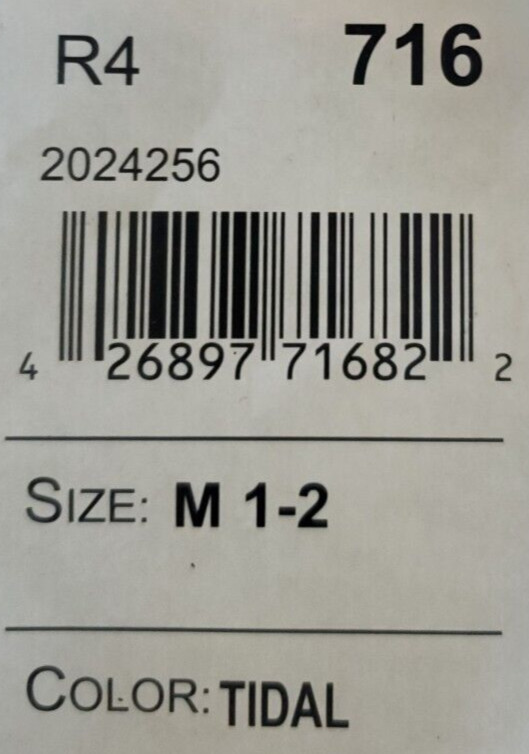 R4 716
2024256
4 26897 71682 2
SIZE: M 1-2
COLOR: TIDAL